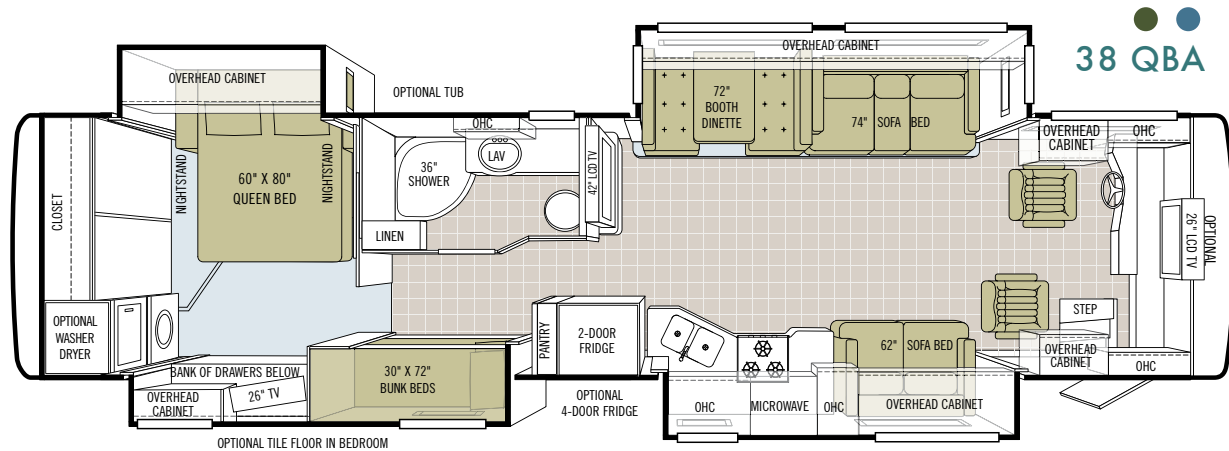 38 QBA
OVERHEAD CABINET
OPTIONAL TUB
OVERHEAD CABINET
72"
BOOTH
DINETTE
74" SOFA BED
OHC
LAV
36"
SHOWER
42" LCD TV
OVERHEAD
CABINET
OHC
CLOSET
NIGHTSTAND
60" X 80"
QUEEN BED
NIGHTSTAND
LINEN
OPTIONAL
26" LCD TV
OPTIONAL
WASHER
DRYER
PANTRY
2-DOOR
FRIDGE
STEP
62" SOFA BED
OVERHEAD
CABINET
OHC
BANK OF DRAWERS BELOW
30" X 72"
BUNK BEDS
OVERHEAD
CABINET
26" TV
OPTIONAL
4-DOOR FRIDGE
OHC
MICROWAVE
OHC
OVERHEAD CABINET
OPTIONAL TILE FLOOR IN BEDROOM